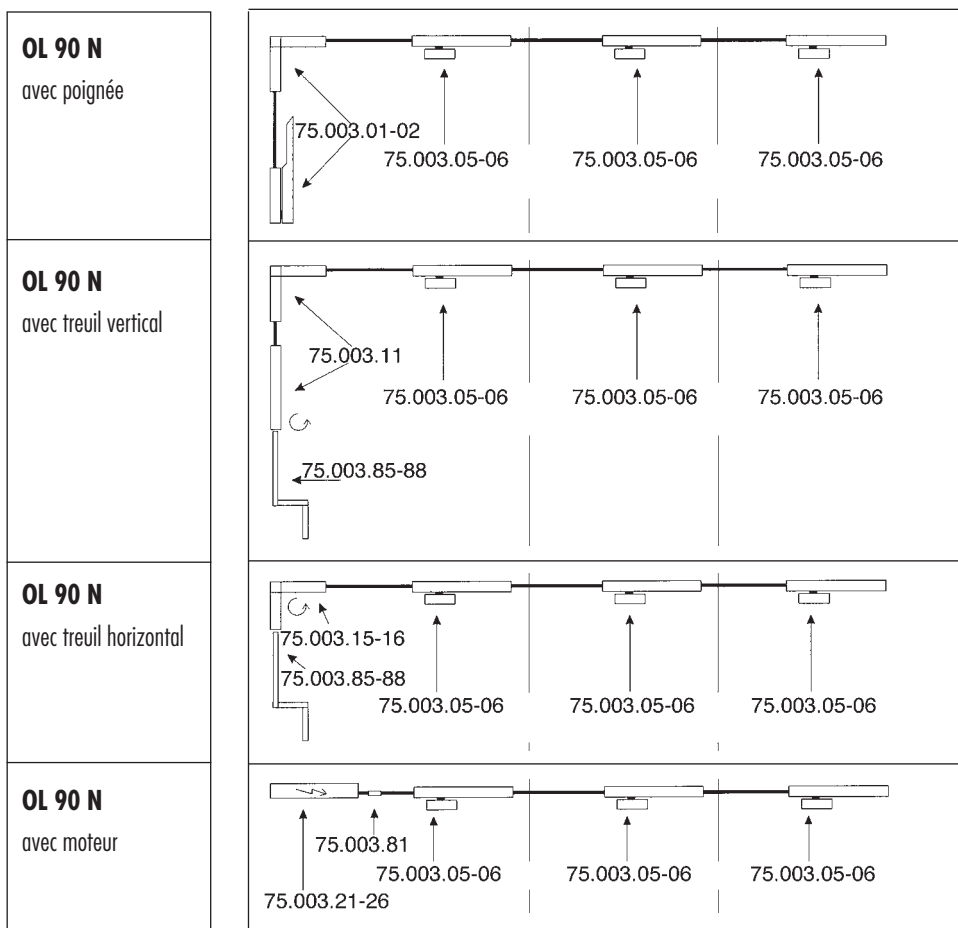 OL 90 N
avec poignée
75.003.01-02
75.003.05-06
75.003.05-06
75.003.05-06
OL 90 N
avec treuil vertical
75.003.11
75.003.05-06
75.003.05-06
75.003.05-06
75.003.85-88
OL 90 N
avec treuil horizontal
75.003.15-16
75.003.85-88
75.003.05-06
75.003.05-06
75.003.05-06
OL 90 N
avec moteur
75.003.81
75.003.05-06
75.003.05-06
75.003.05-06
75.003.21-26